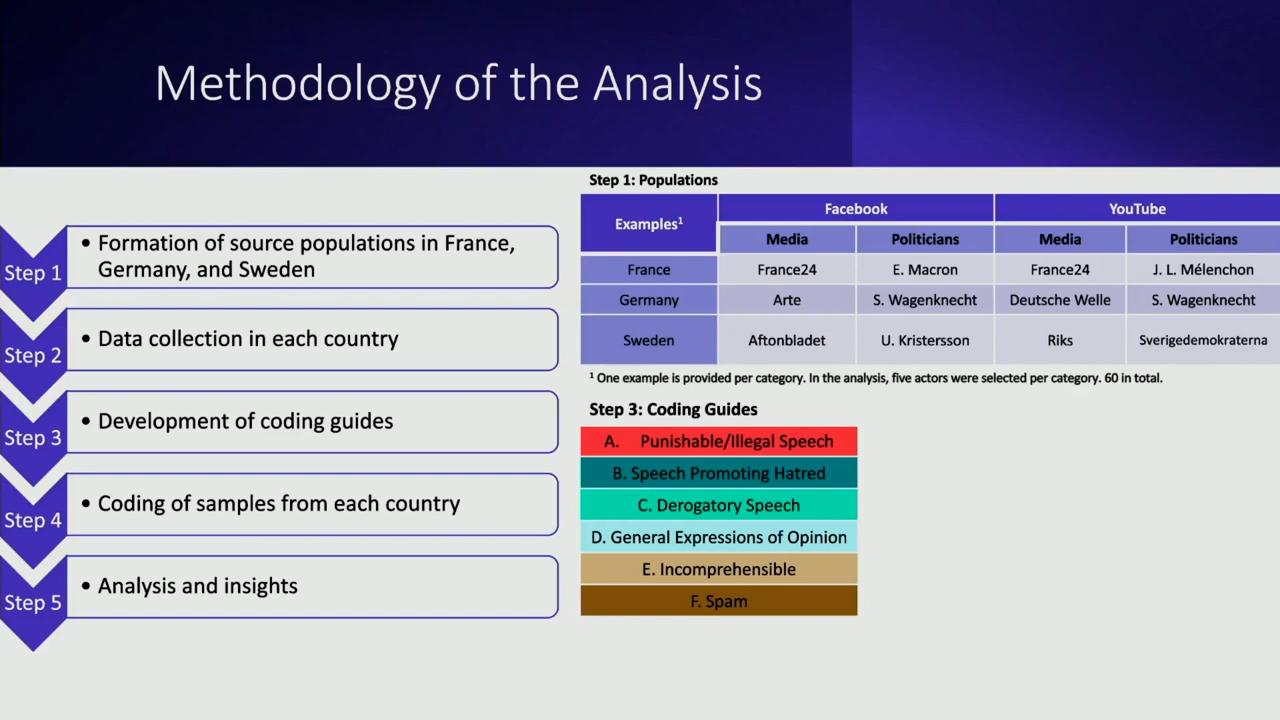 Methodology of the Analysis
Step 1
• Formation of source populations in France,
Germany, and Sweden
Step 2
• Data collection in each country
Step 3
• Development of coding guides
Step 4
• Coding of samples from each country
Step 5
• Analysis and insights
Step 1: Populations
Examples¹ Facebook YouTube
Media Politicians Media Politicians
France France24 E. Macron France24 J. L. Mélenchon
Germany Arte S. Wagenknecht Deutsche Welle S. Wagenknecht
Sweden Aftonbladet U. Kristersson Riks Sverigedemokraterna
¹ One example is provided per category. In the analysis, five actors were selected per category. 60 in total.
Step 3: Coding Guides
A. Punishable/Illegal Speech
B. Speech Promoting Hatred
C. Derogatory Speech
D. General Expressions of Opinion
E. Incomprehensible
F. Spam